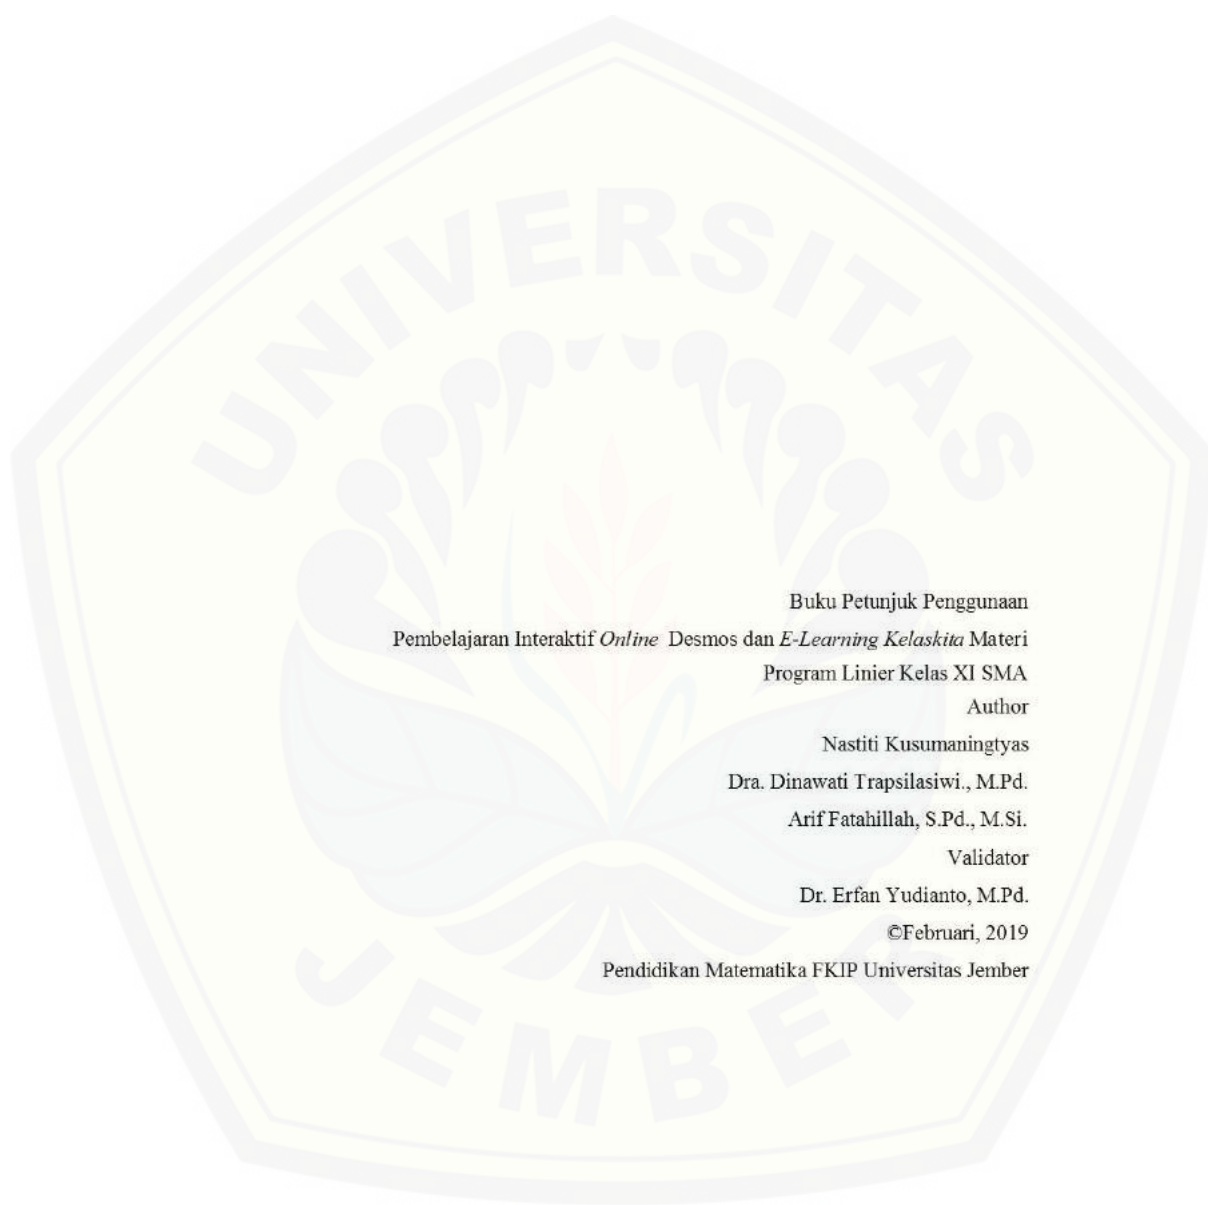 UNIVERSITAS
Buku Petunjuk Penggunaan
Pembelajaran Interaktif Online Desmos dan E-Learning Kelaskita Materi
Program Linier Kelas XI SMA
Author
Nastiti Kusumaningtyas
Dra. Dinawati Trapsilasiwi., M.Pd.
Arif Fatahillah, S.Pd., M.Si.
Validator
Dr. Erfan Yudianto, M.Pd.
©Februari, 2019
Pendidikan Matematika FKIP Universitas Jember
JEMBER